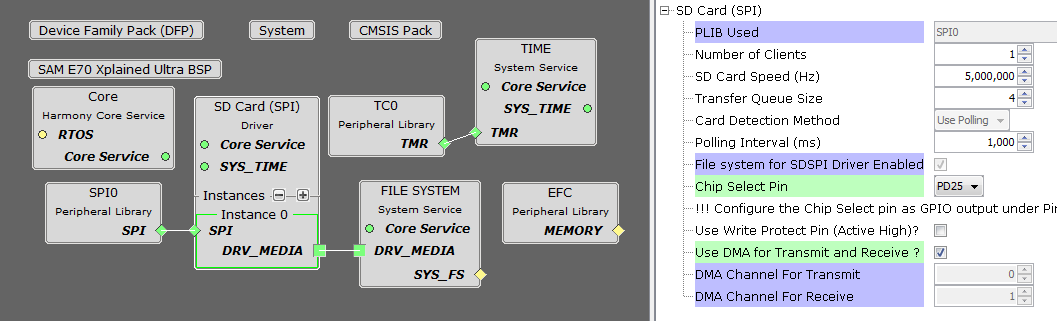 Device Family Pack (DFP)
System
CMSIS Pack
SAM E70 Xplained Ultra BSP
Core
Harmony Core Service
RTOS
Core Service
SD Card (SPI)
Driver
Core Service
SYS_TIME
Instances
Instance 0
SPI
DRV_MEDIA
TC0
Peripheral Library
TMR
TIME
System Service
Core Service
SYS_TIME
TMR
SPI0
Peripheral Library
SPI
FILE SYSTEM
System Service
Core Service
DRV_MEDIA
SYS_FS
EFC
Peripheral Library
MEMORY
SD Card (SPI)
PLIB Used SPI0
Number of Clients 1
SD Card Speed (Hz) 5,000,000
Transfer Queue Size 4
Card Detection Method Use Polling
Polling Interval (ms) 1,000
File system for SDSPI Driver Enabled
Chip Select Pin PD25
!!! Configure the Chip Select pin as GPIO output under Pi
Use Write Protect Pin (Active High)?
Use DMA for Transmit and Receive ?
DMA Channel For Transmit 0
DMA Channel For Receive 1